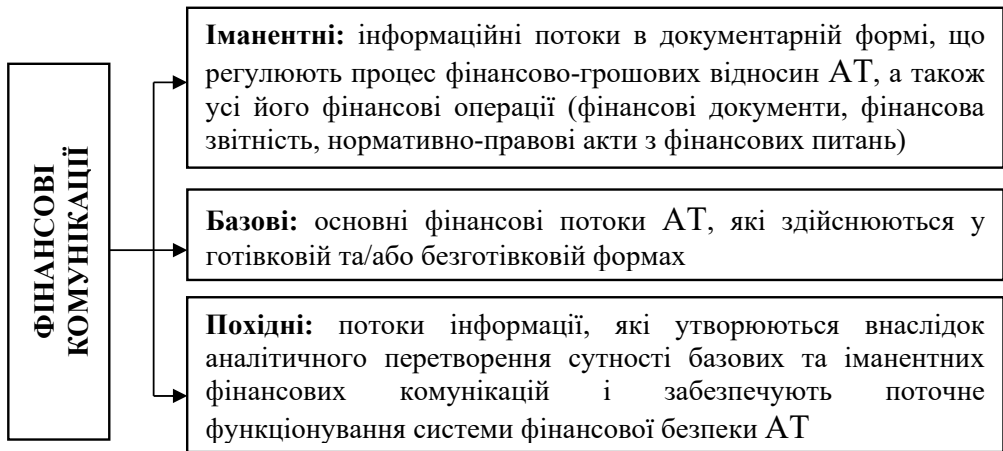 ФІНАНСОВІ
КОМУНІКАЦІЇ
Іманентні: інформаційні потоки в документарній формі, що
регулюють процес фінансово-грошових відносин АТ, а також
усі його фінансові операції (фінансові документи, фінансова
звітність, нормативно-правові акти з фінансових питань)
Базові: основні фінансові потоки АТ, які здійснюються у
готівковій та/або безготівковій формах
Похідні: потоки інформації, які утворюються внаслідок
аналітичного перетворення сутності базових та іманентних
фінансових комунікацій і забезпечують поточне
функціонування системи фінансової безпеки АТ